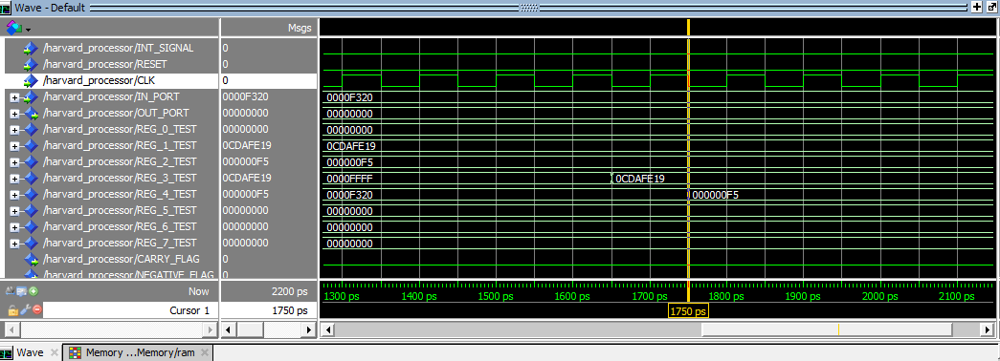 Wave - Default
Msgs
/harvard_processor/INT_SIGNAL 0
/harvard_processor/RESET 0
/harvard_processor/CLK 0
/harvard_processor/IN_PORT 0000F320 0000F320
/harvard_processor/OUT_PORT 00000000 00000000
/harvard_processor/REG_0_TEST 00000000 00000000
/harvard_processor/REG_1_TEST 0CDAFE19 0CDAFE19
/harvard_processor/REG_2_TEST 000000F5 000000F5
/harvard_processor/REG_3_TEST 0CDAFE19 0000FFFF 0CDAFE19
/harvard_processor/REG_4_TEST 000000F5 0000F320 000000F5
/harvard_processor/REG_5_TEST 00000000 00000000
/harvard_processor/REG_6_TEST 00000000 00000000
/harvard_processor/REG_7_TEST 00000000 00000000
/harvard_processor/CARRY_FLAG 0
/harvard_processor/NEGATIVE_FLAG 0
Now 2200 ps 1300 ps 1400 ps 1500 ps 1600 ps 1700 ps 1800 ps 1900 ps 2000 ps 2100 ps
Cursor 1 1750 ps 1750 ps
Wave Memory ...Memory/ram